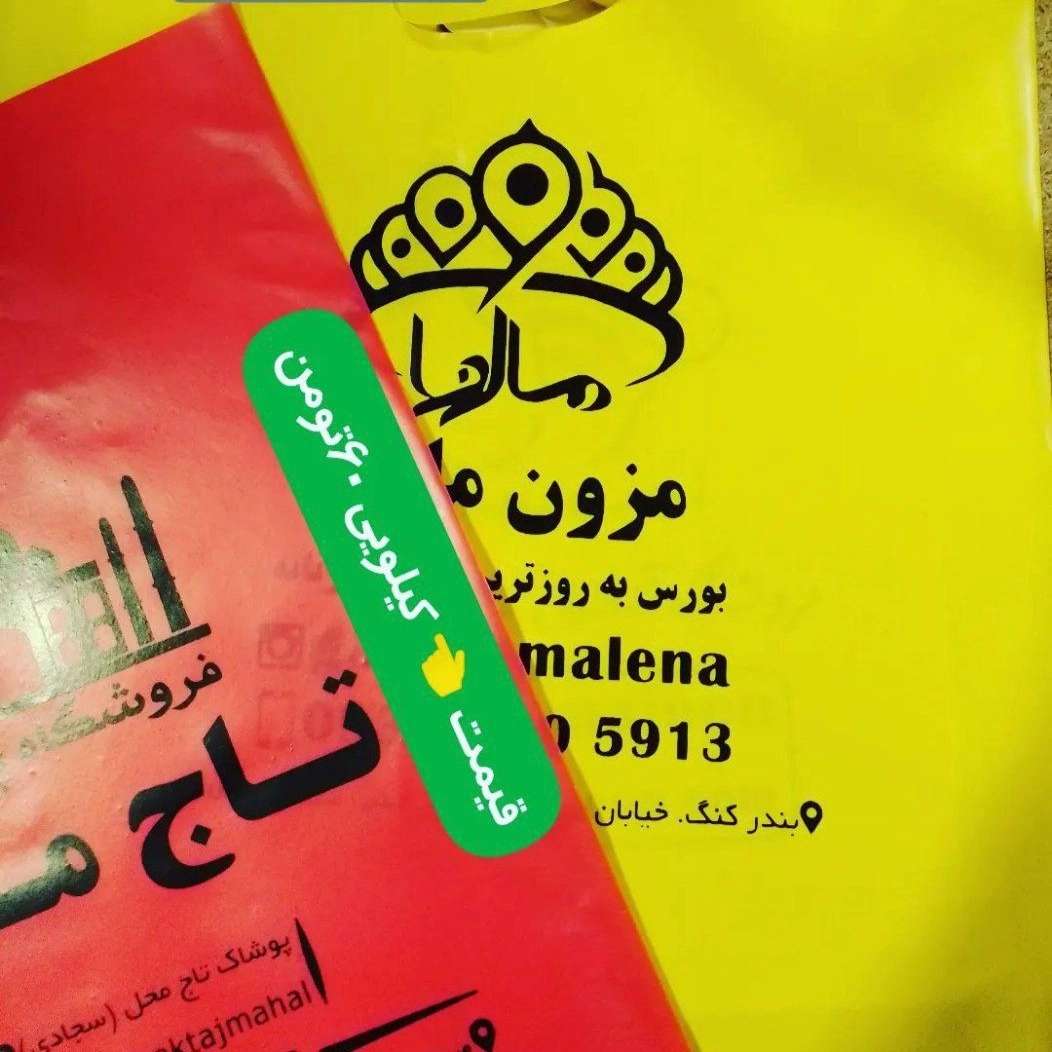 مالنا
مزون ما
بورس به روزترین
malena
0 5913
بندر کنگ. خیابان
قیمت 👈 کیلویی ۶۰تومن
فروشگاه
تاج م
پوشاک تاج محل (سجادی)
ktajmahal